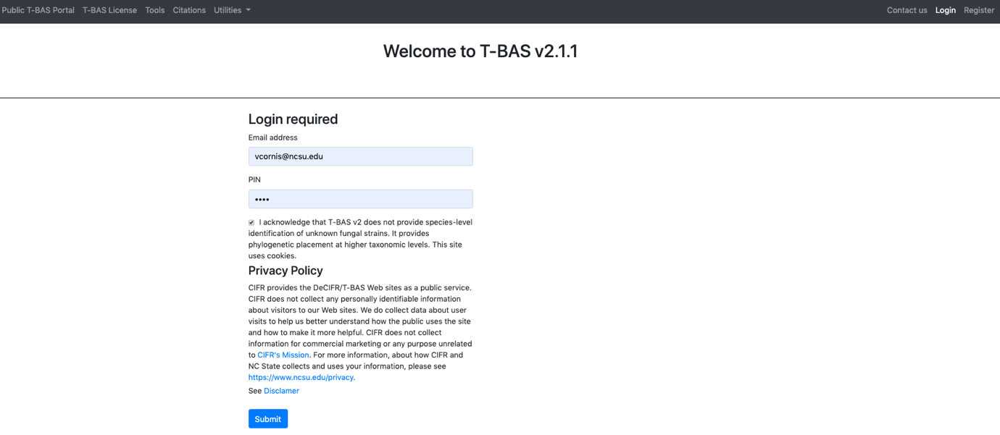 Public T-BAS Portal T-BAS License Tools Citations Utilities Contact us Login Register
Welcome to T-BAS v2.1.1
Login required
Email address
vcornis@ncsu.edu
PIN
••••
I acknowledge that T-BAS v2 does not provide species-level
identification of unknown fungal strains. It provides
phylogenetic placement at higher taxonomic levels. This site
uses cookies.
Privacy Policy
CIFR provides the DeCIFR/T-BAS Web sites as a public service.
CIFR does not collect any personally identifiable information
about visitors to our Web sites. We do collect data about user
visits to help us better understand how the public uses the site
and how to make it more helpful. CIFR does not collect
information for commercial marketing or any purpose unrelated
to CIFR's Mission. For more information, about how CIFR and
NC State collects and uses your information, please see
https://www.ncsu.edu/privacy.
See Disclamer
Submit